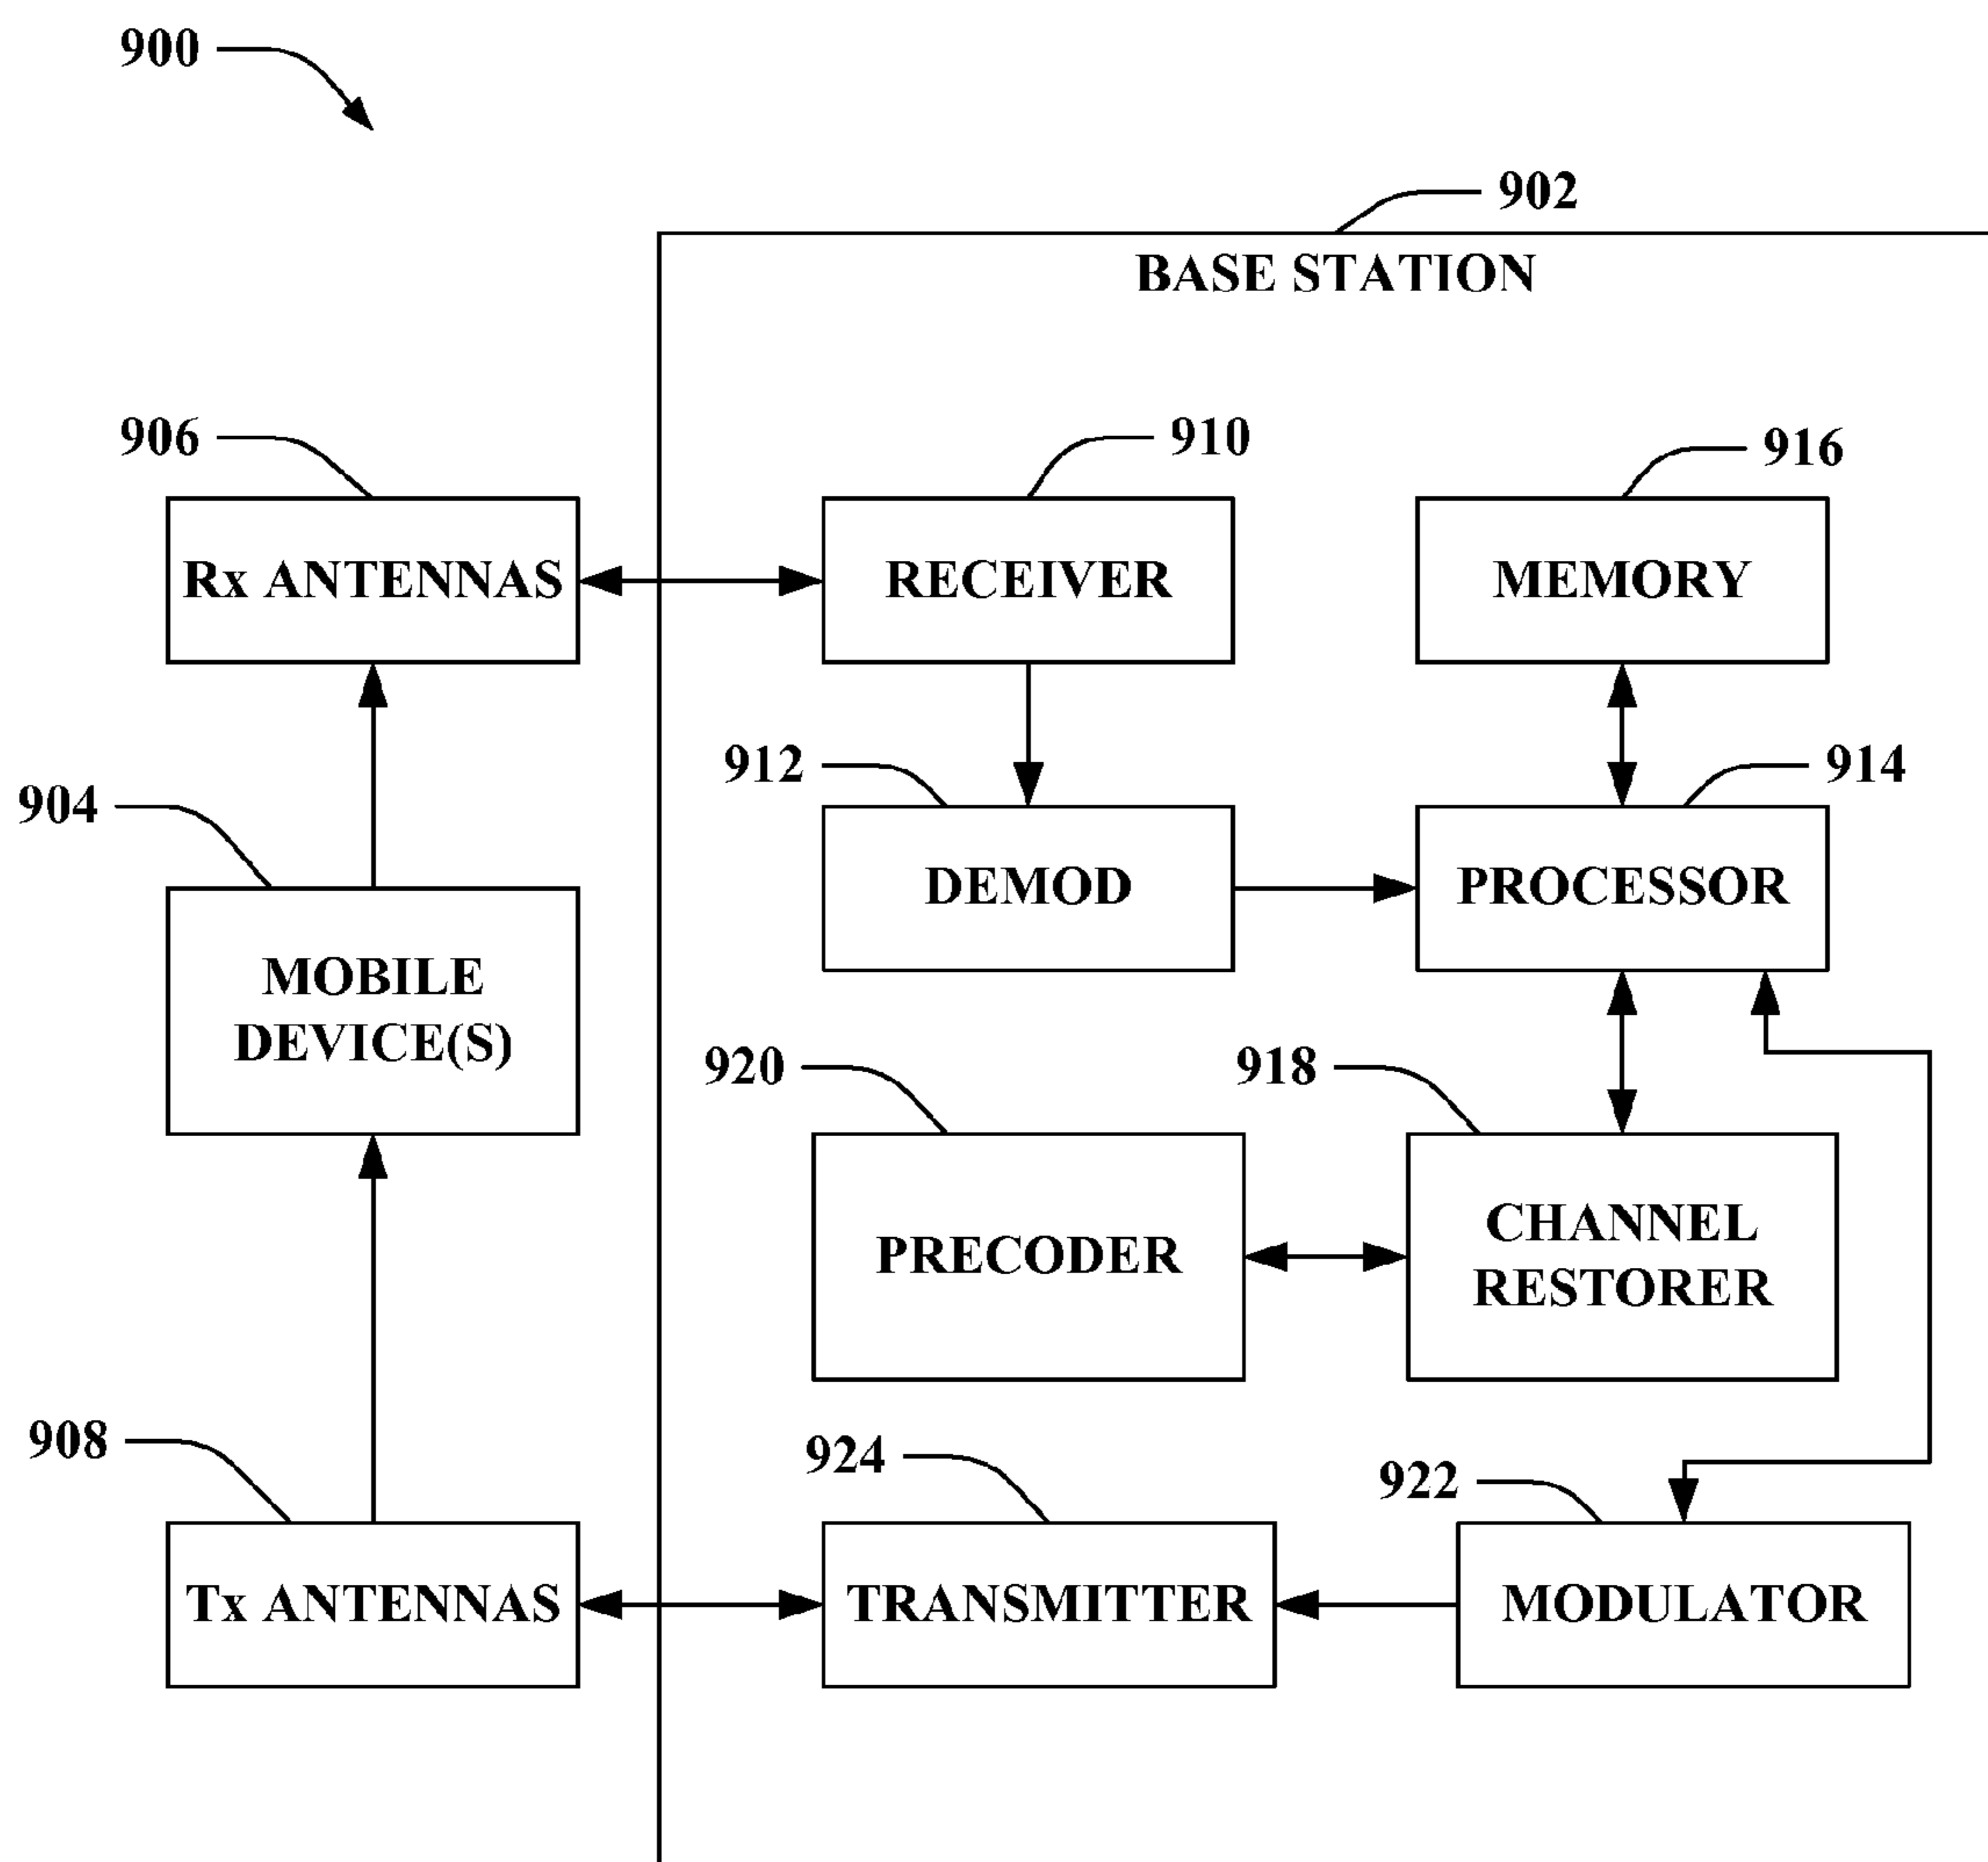 900
902
BASE STATION
906
910
916
Rx ANTENNAS
RECEIVER
MEMORY
912
914
904
DEMOD
PROCESSOR
MOBILE
DEVICE(S)
920
918
PRECODER
CHANNEL
RESTORER
908
924
922
Tx ANTENNAS
TRANSMITTER
MODULATOR